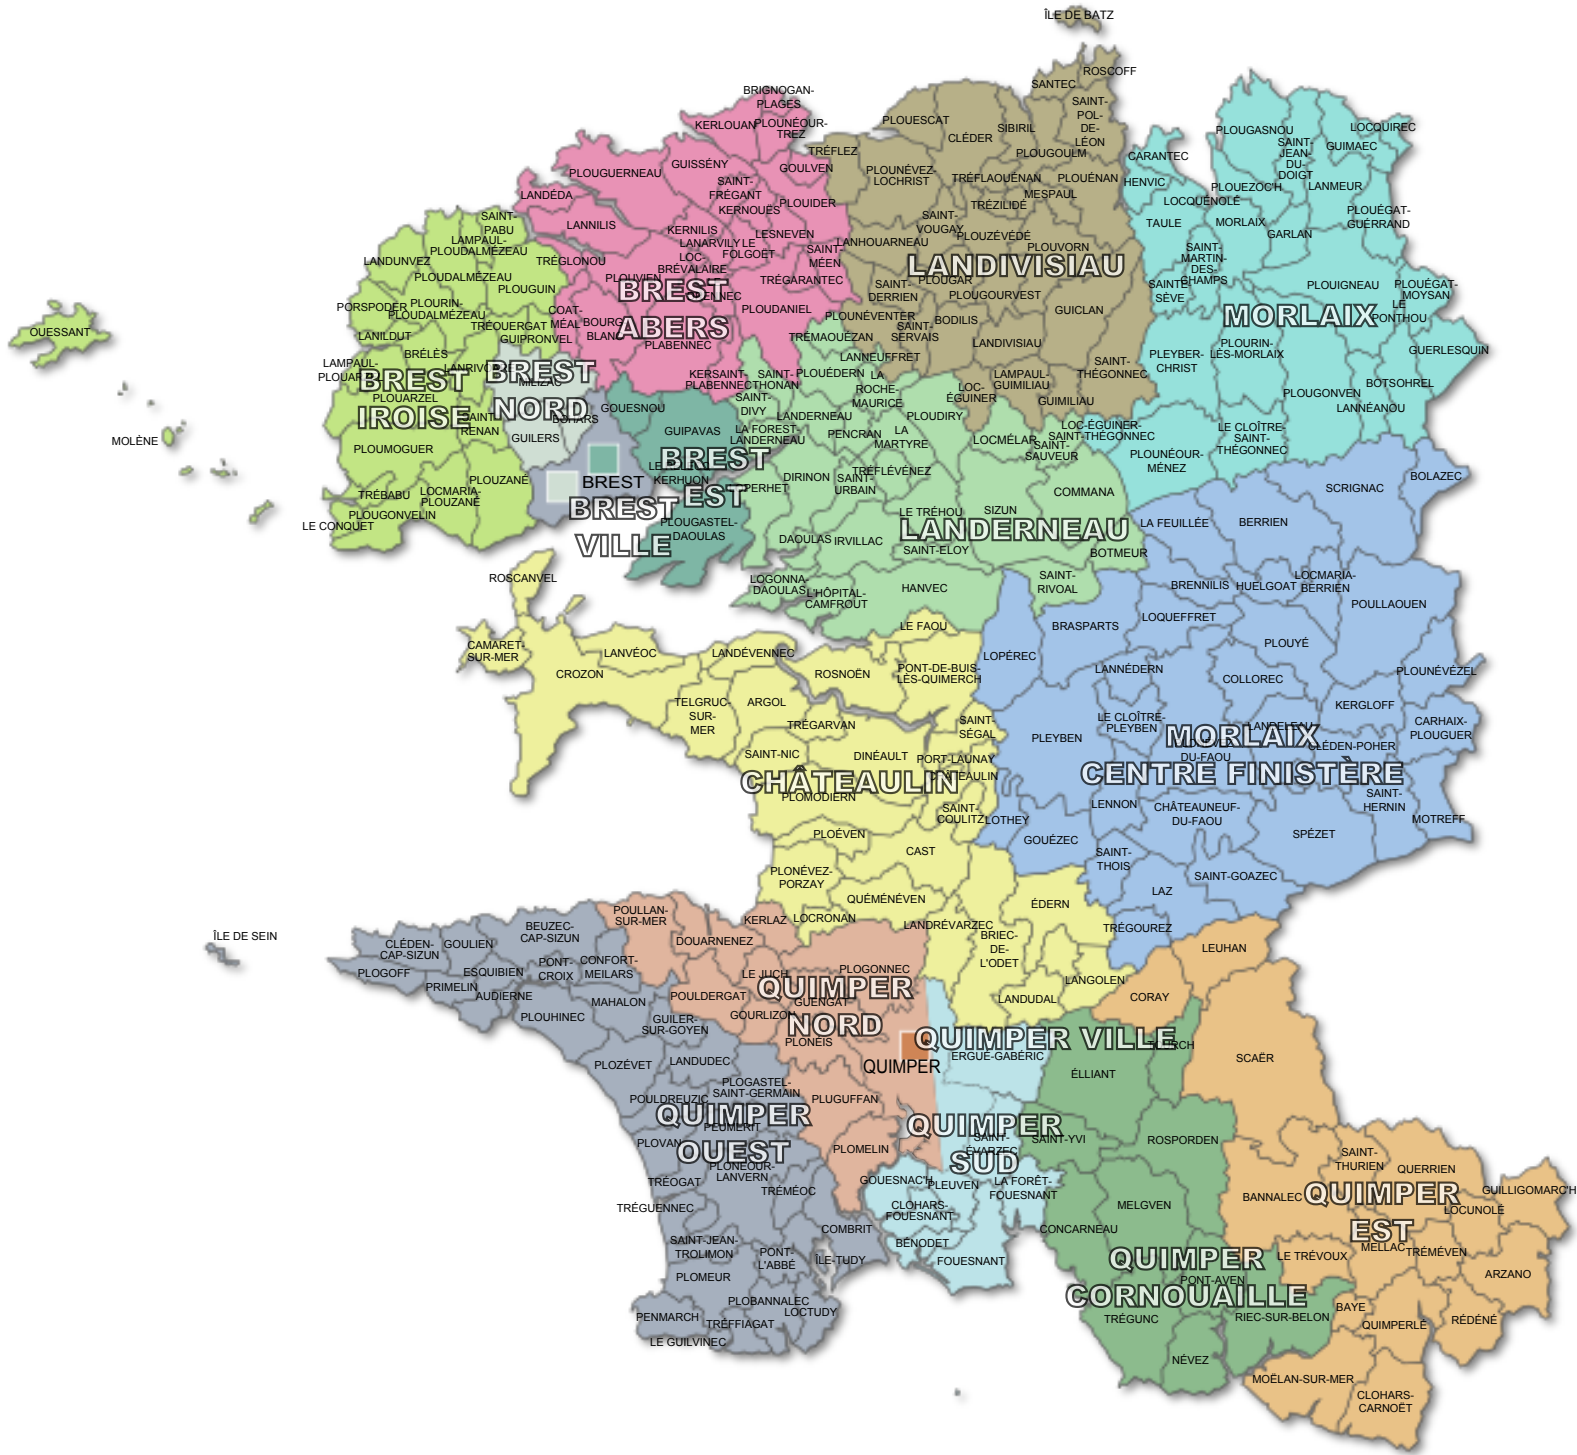 ÎLE DE BATZ
ROSCOFF
SANTEC
BRIGNOGAN-
PLAGES
SAINT-
POL-
DE-
LÉON
KERLOUAN
PLOUNÉOUR-
TREZ
PLOUESCAT
CLÉDER
SIBIRIL
PLOUGOULM
TRÉFLEZ
PLOUGASNOU
LOCQUIREC
SAINT-
JEAN-
DU-
DOIGT
GUIMAEC
CARANTEC
GUISSÉNY
GOULVEN
PLOUGUERNEAU
PLOUNÉVEZ-
LOCHRIST
TRÉFLAOUÉNAN
PLOUÉNAN
HENVIC
PLOUEZOC'H
LANMEUR
LANDÉDA
SAINT-
FRÉGANT
KERNOUËS
PLOUIDER
MESPAUL
TRÉZILIDÉ
LOCQUÉNOLÉ
SAINT-
PABU
LANNILIS
KERNILIS
LESNEVEN
SAINT-
VOUGAY
PLOUZÉVÉDÉ
PLOUVORN
TAULE
MORLAIX
GARLAN
PLOUÉGAT-
GUÉRRAND
LAMPAUL-
PLOUDALMÉZEAU
LANARVILY
LE
FOLGOËT
SAINT-
MÉEN
LANHOUARNEAU
LANDUNVEZ
TRÉGLONOU
LOC-
BRÉVALAIRE
SAINT-
MARTIN-
DES-
CHAMPS
PLOUDALMÉZEAU
PLOUVIEN
TRÉGARANTEC
LANDIVISIAU
PLOUGAR
SAINTE
SÈVE
PLOUIGNEAU
PLOUÉGAT-
MOYSAN
PLOUGUIN
BREST
ABERS
SAINT-
DERRIEN
PLOUGOURVEST
PORSPODER
PLOURIN-
PLOUDALMÉZEAU
COAT-
MÉAL
BOURG
BLANC
PLOUDANIEL
PLOUNÉVENTER
SAINT-
SERVAIS
BODILIS
GUICLAN
MORLAIX
LE
PONTHOU
OUESSANT
LANILDUT
TRÉOUERGAT
GUIPRONVEL
PLABENNEC
TRÉMAOUÉZAN
LANDIVISIAU
PLEYBER-
CHRIST
PLOURIN-
LÈS-MORLAIX
GUERLESQUIN
LAMPAUL-
BRÉLÈS
BREST
NORD
LANNEUFFRET
SAINT-
THÉGONNEC
BREST
IROISE
PLOUARZEL
KERSAINT-
PLABENNEC
SAINT-
THONAN
PLOUÉDERN
LA
ROCHE-
MAURICE
LOC-
ÉGUINER
LAMPAUL-
GUIMILIAU
GUIMILIAU
PLOUGONVEN
BOTSOHREL
LANNÉANOU
GOUESNOU
SAINT-
DIVY
LANDERNEAU
PLOUDIRY
SAINT-
RENAN
GUILERS
GUIPAVAS
LA FOREST-
LANDERNEAU
PENCRAN
LA
MARTYRE
LOCMÉLAR
SAINT-
SAUVEUR
LOC-ÉGUINER-
SAINT-THÉGONNEC
LE CLOÎTRE-
SAINT-
THÉGONNEC
MOLÈNE
PLOUMOGUER
BREST
EST
KERHUON
PLOUNÉOUR-
MÉNEZ
PLOUZANÉ
BREST
DIRINON
SAINT-
URBAIN
TRÉFLÉVÉNEZ
BOLAZEC
TRÉBABU
LOCMARIA-
PLOUZANÉ
BREST
VILLE
COMMANA
SCRIGNAC
PLOUGONVELIN
LE CONQUET
PLOUGASTEL-
DAOULAS
LE TRÉHOU
SIZUN
LANDERNEAU
LA FEUILLÉE
BERRIEN
DAOULAS
IRVILLAC
SAINT-ELOY
BOTMEUR
ROSCANVEL
LOGONNA-
DAOULAS
L'HÔPITAL-
CAMFROUT
HANVEC
SAINT-
RIVOAL
BRENNILIS
HUELGOAT
LOCMARIA-
BERRIEN
POULLAOUEN
LE FAOU
BRASPARTS
LOQUEFFRET
PLOUYÉ
CAMARET-
SUR-MER
CROZON
LANVÉOC
LANDÉVENNEC
ROSNOËN
PONT-DE-BUIS-
LÈS-QUIMERCH
LOPÉREC
LANNÉDERN
COLLOREC
PLOUNÉVÉZEL
TELGRUC-
SUR-
MER
ARGOL
TRÉGARVAN
SAINT-
SÉGAL
PLEYBEN
LE CLOÎTRE-
PLEYBEN
KERGLOFF
CARHAIX-
PLOUGUER
LANDELEAU
MORLAIX
CENTRE FINISTÈRE
DU-FAOU
CLÉDEN-POHER
SAINT-NIC
DINÉAULT
PORT-LAUNAY
CHÂTEAULIN
PLOMODIERN
SAINT-
COULITZ
LOTHEY
LENNON
CHÂTEAUNEUF-
DU-FAOU
SAINT-
HERNIN
MOTREFF
PLOÉVEN
CAST
GOUÉZEC
SPÉZET
PLONÉVEZ-
PORZAY
QUÉMÉNÉVEN
SAINT-
THOIS
LAZ
SAINT-GOAZEC
ÉDERN
LOCRONAN
LANDRÉVARZEC
TRÉGOUREZ
ÎLE DE SEIN
POULLAN-
SUR-MER
KERLAZ
BRIEC-
DE-
L'ODET
LEUHAN
BEUZEC-
CAP-SIZUN
DOUARNENEZ
CLÉDEN-
CAP-SIZUN
GOULIEN
PLOGOFF
ESQUIBIEN
PONT-
CROIX
CONFORT-
MEILARS
LE JUCH
PLOGONNEC
LANGOLEN
PRIMELIN
AUDIERNE
MAHALON
POULDERGAT
QUIMPER
NORD
GUENGAT
LANDUDAL
CORAY
PLOUHINEC
GUILER-
SUR-GOYEN
GOURLIZON
PLONÉIS
QUIMPER VILLE
ERGUÉ-GABÉRIC
QUIMPER
ÉLLIANT
SCAËR
PLOZÉVET
LANDUDEC
PLOGASTEL-
SAINT-GERMAIN
POULDREUZIC
PLUGUFFAN
QUIMPER
OUEST
PEUMERIT
QUIMPER
SUD
SAINT-
ÉVARZEC
SAINT-YVI
ROSPORDEN
PLOVAN
PLOMELIN
PLONÉOUR-
LANVERN
SAINT-
THURIEN
QUERRIEN
TRÉOGAT
TRÉMÉOC
GOUESNAC'H
PLEUVEN
LA FORÊT-
FOUESNANT
BANNALEC
QUIMPER
EST
GUILLIGOMARC'H
LOCUNOLÉ
TRÉGUENNEC
CLOHARS-
FOUESNANT
MELGVEN
CONCARNEAU
COMBRIT
BÉNODET
FOUESNANT
SAINT-JEAN-
TROLIMON
PONT-
L'ABBÉ
ÎLE-TUDY
QUIMPER
CORNOUAILLE
PONT-AVEN
LE TRÉVOUX
MELLAC
TRÉMÉVEN
ARZANO
PLOMEUR
PENMARCH
PLOBANNALEC
LOCTUDY
TRÉFFIAGAT
LE GUILVINEC
TRÉGUNC
RIEC-SUR-BELON
BAYE
QUIMPERLÉ
RÉDÉNÉ
NÉVEZ
MOËLAN-SUR-MER
CLOHARS-
CARNOËT